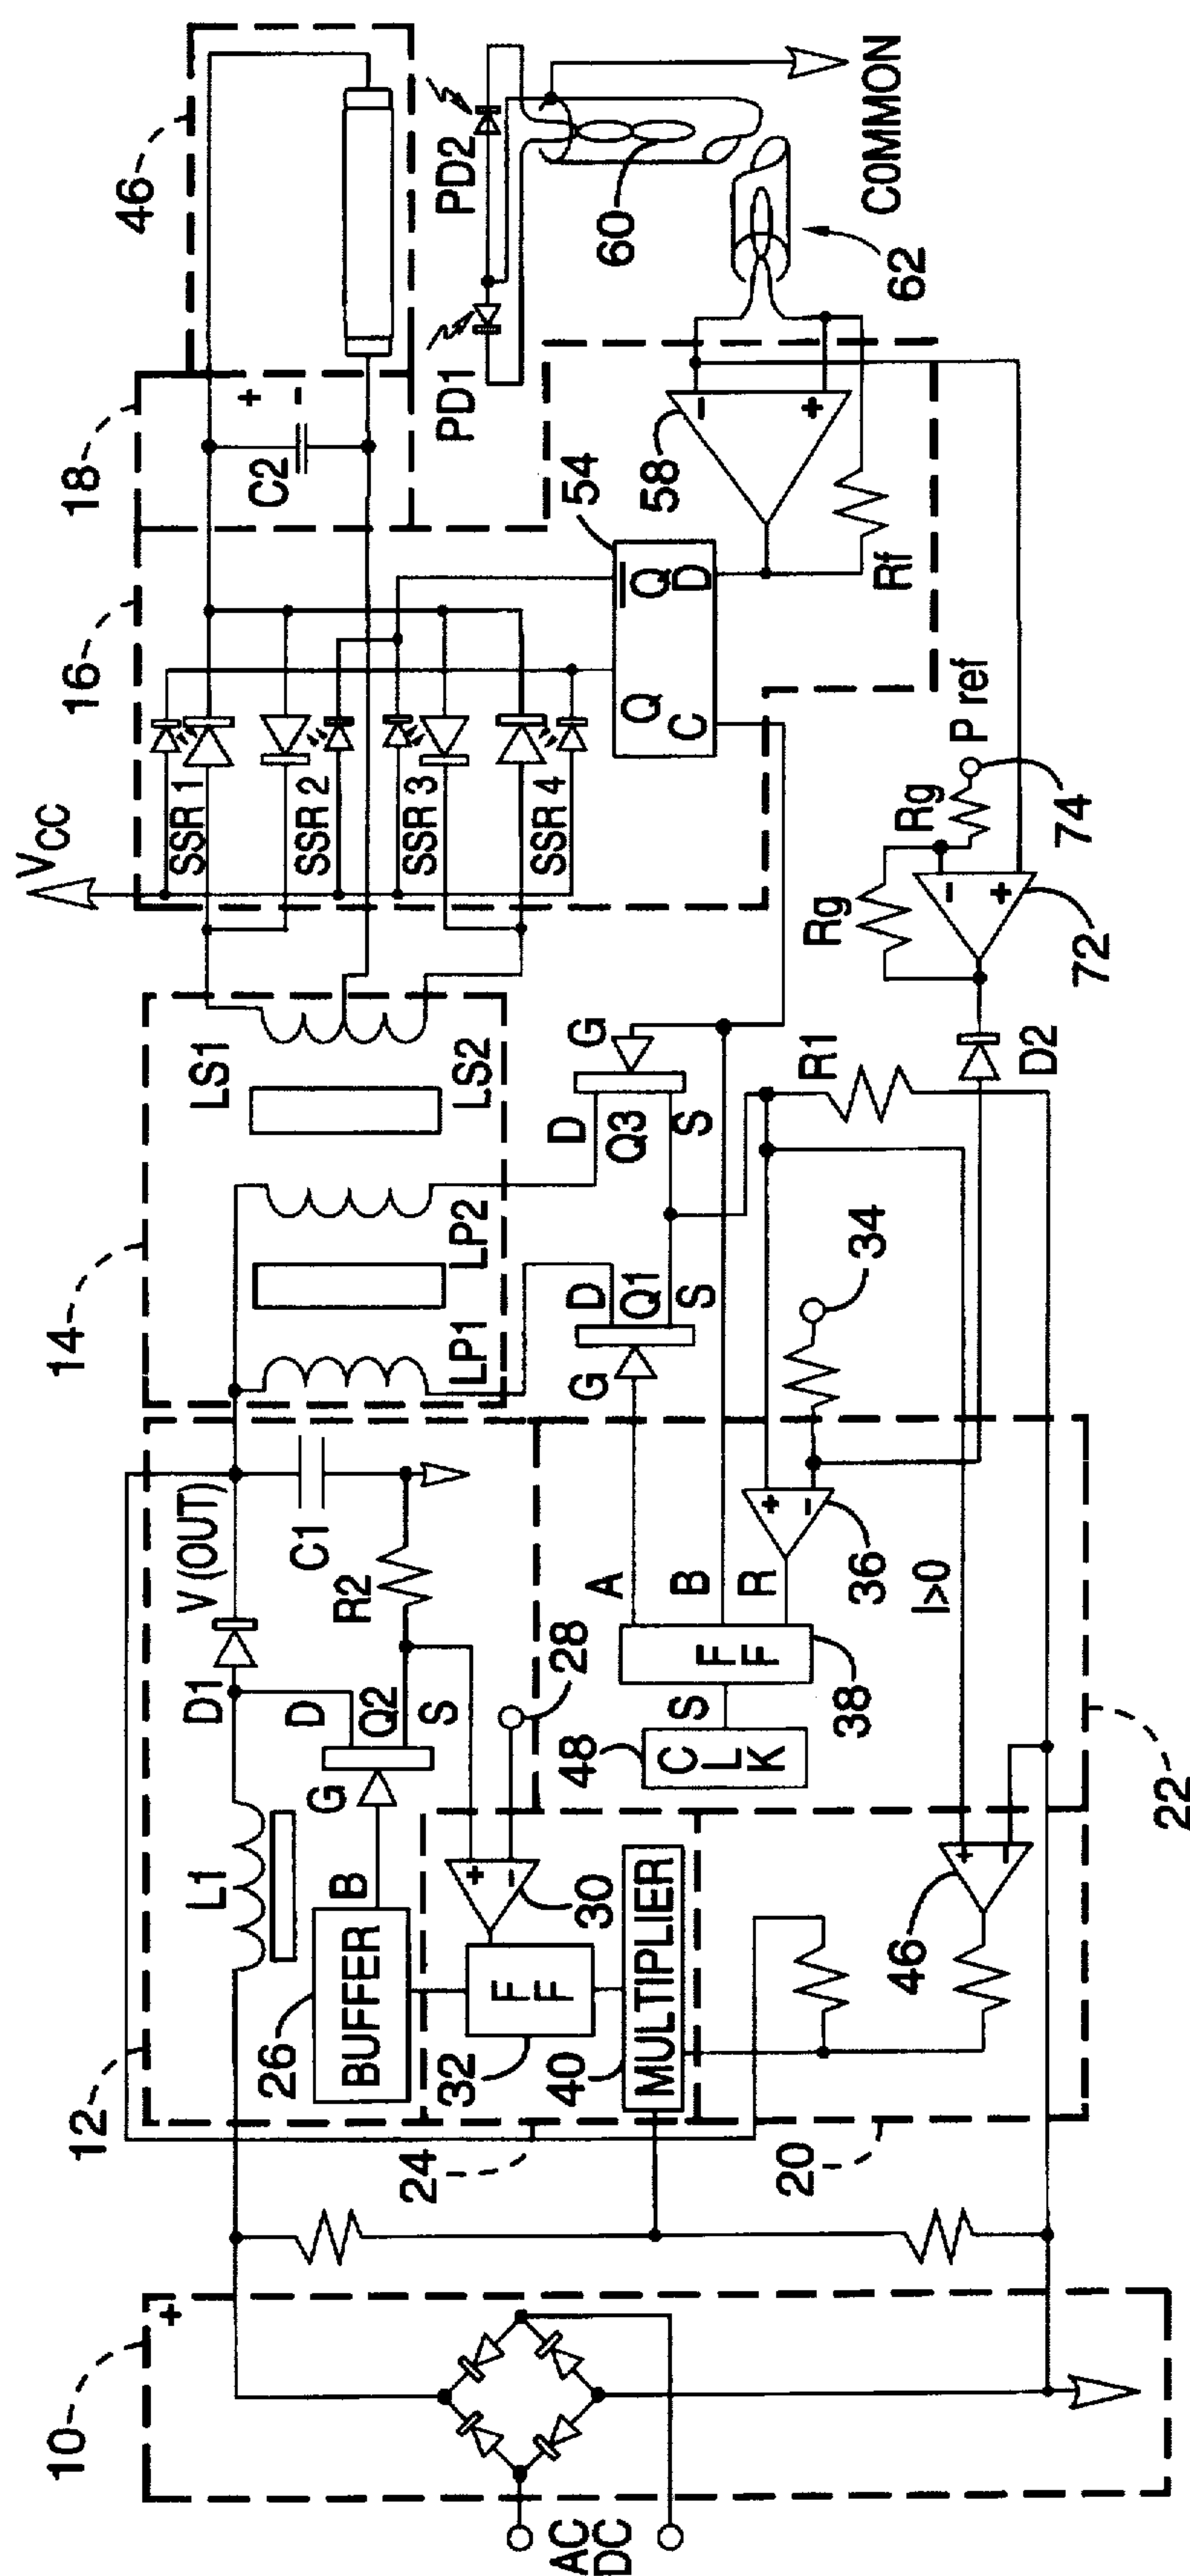 10
+
AC
DC
12
L1
D1
V (OUT)
C1
R2
D
Q2
S
G
B
BUFFER
26
28
+
-
30
F
F
32
MULTIPLIER
40
24
20
22
48
C
L
K
S
F
F
38
A
B
R
36
+
-
34
I>0
46
+
-
14
LP1
LP2
LS1
LS2
G
D
Q1
S
D
Q3
S
G
R1
D2
72
-
+
Rg
Rg
74
P ref
VCC
16
SSR 1
SSR 2
SSR 3
SSR 4
Q
Q
C
D
54
58
-
+
Rf
18
C2
+
-
46
PD1
PD2
60
62
COMMON